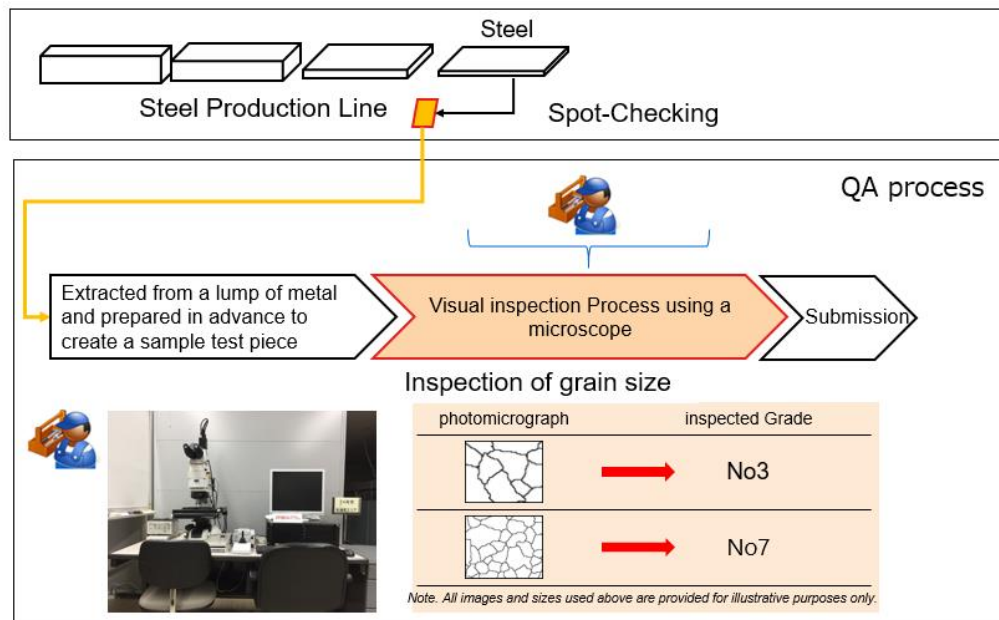 Steel
Steel Production Line
Spot-Checking
QA process
Extracted from a lump of metal
and prepared in advance to
create a sample test piece
Visual inspection Process using a
microscope
Submission
Inspection of grain size
photomicrograph
inspected Grade
No3
No7
Note. All images and sizes used above are provided for illustrative purposes only.